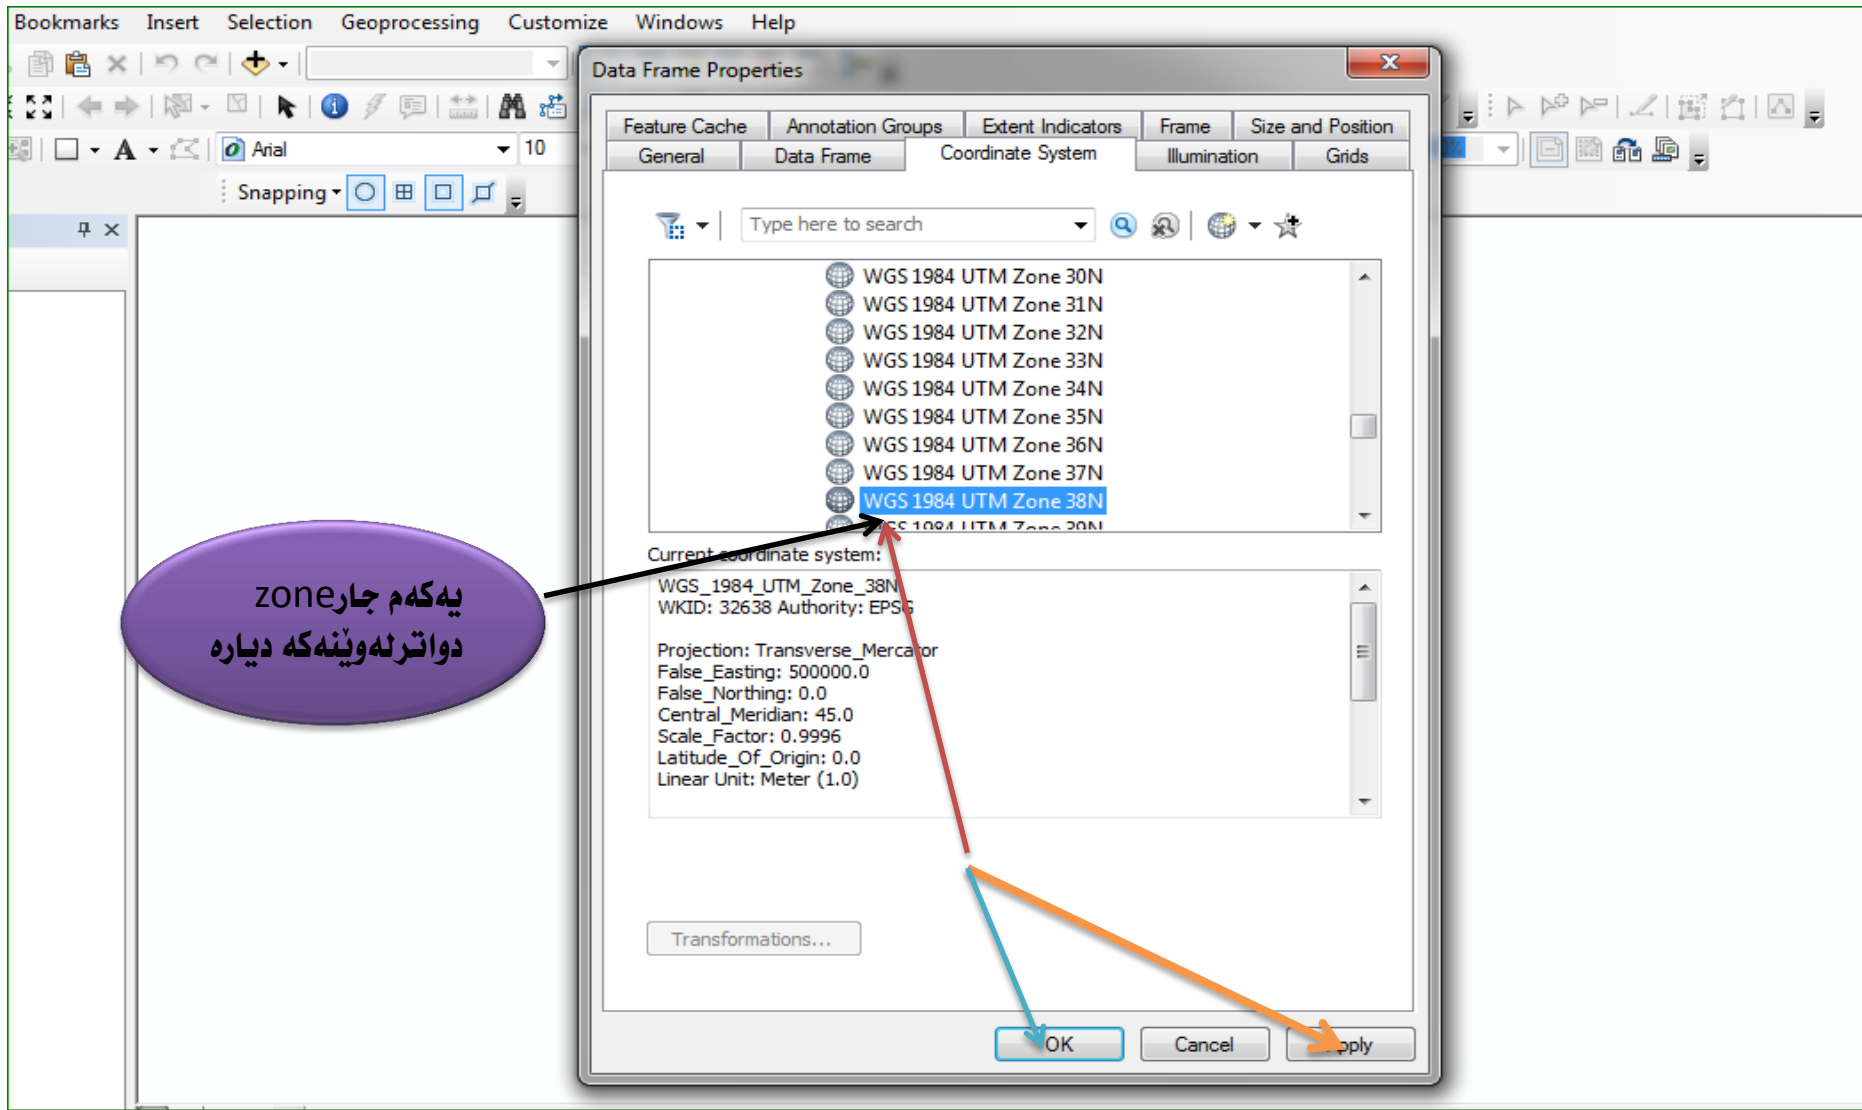 Bookmarks Insert Selection Geoprocessing Customize Windows Help
Arial 10
Snapping
Data Frame Properties
Feature Cache Annotation Groups Extent Indicators Frame Size and Position
General Data Frame Coordinate System Illumination Grids
Type here to search
WGS 1984 UTM Zone 30N
WGS 1984 UTM Zone 31N
WGS 1984 UTM Zone 32N
WGS 1984 UTM Zone 33N
WGS 1984 UTM Zone 34N
WGS 1984 UTM Zone 35N
WGS 1984 UTM Zone 36N
WGS 1984 UTM Zone 37N
WGS 1984 UTM Zone 38N
WGS 1984 UTM Zone 39N
Current coordinate system:
WGS_1984_UTM_Zone_38N
WKID: 32638 Authority: EPSG
Projection: Transverse_Mercator
False_Easting: 500000.0
False_Northing: 0.0
Central_Meridian: 45.0
Scale_Factor: 0.9996
Latitude_Of_Origin: 0.0
Linear Unit: Meter (1.0)
Transformations...
OK Cancel Apply
یەکەم جارzone
دواترلەوێنەکە دیارە